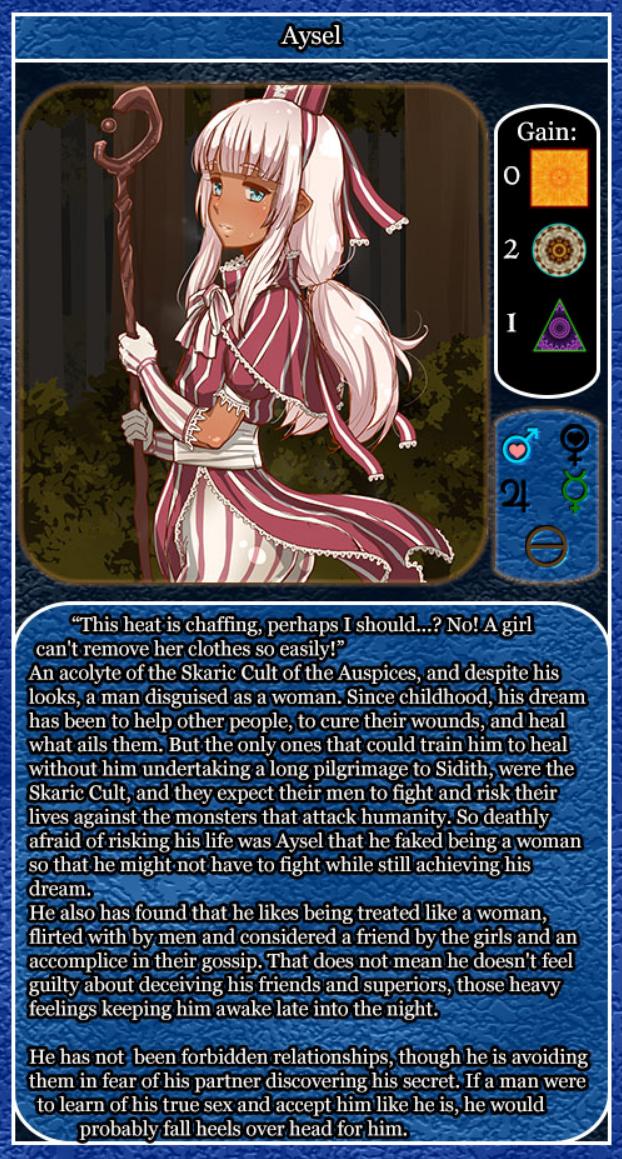 Aysel
Gain:
0
2
1
“This heat is chaffing, perhaps I should...? No! A girl
can't remove her clothes so easily!”
An acolyte of the Skaric Cult of the Auspices, and despite his
looks, a man disguised as a woman. Since childhood, his dream
has been to help other people, to cure their wounds, and heal
what ails them. But the only ones that could train him to heal
without him undertaking a long pilgrimage to Sidith, were the
Skaric Cult, and they expect their men to fight and risk their
lives against the monsters that attack humanity. So deathly
afraid of risking his life was Aysel that he faked being a woman
so that he might not have to fight while still achieving his
dream.
He also has found that he likes being treated like a woman,
flirted with by men and considered a friend by the girls and an
accomplice in their gossip. That does not mean he doesn't feel
guilty about deceiving his friends and superiors, those heavy
feelings keeping him awake late into the night.
He has not been forbidden relationships, though he is avoiding
them in fear of his partner discovering his secret. If a man were
to learn of his true sex and accept him like he is, he would
probably fall heels over head for him.